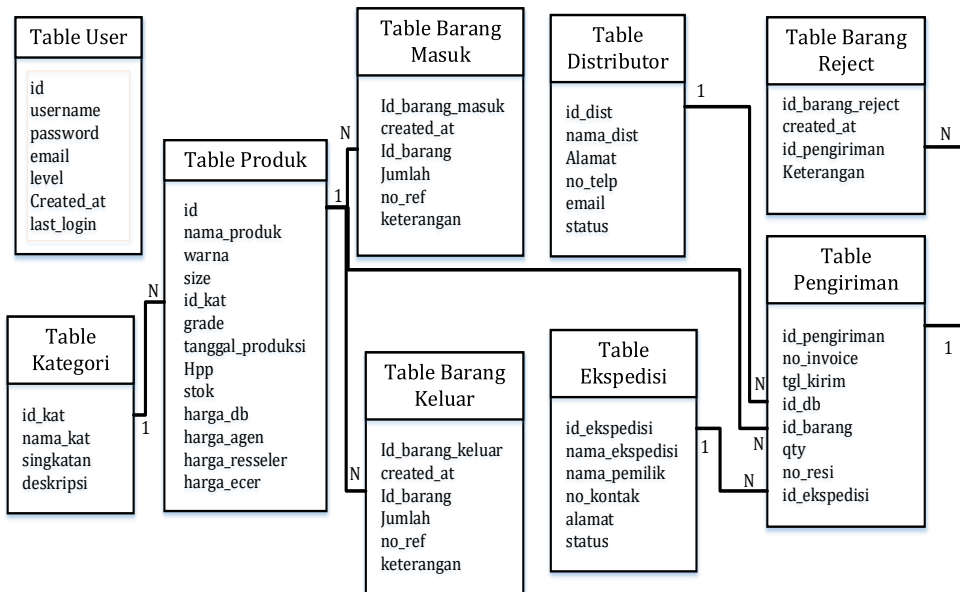 Table User
id
username
password
email
level
Created_at
last_login
Table Kategori
id_kat
nama_kat
singkatan
deskripsi
1
N
Table Produk
id
nama_produk
warna
size
id_kat
grade
tanggal_produksi
Hpp
stok
harga_db
harga_agen
harga_resseler
harga_ecer
1
N
Table Barang
Masuk
Id_barang_masuk
created_at
Id_barang
Jumlah
no_ref
keterangan
N
Table Barang
Keluar
Id_barang_keluar
created_at
Id_barang
Jumlah
no_ref
keterangan
Table
Distributor
id_dist
nama_dist
Alamat
no_telp
email
status
1
Table
Ekspedisi
id_ekspedisi
nama_ekspedisi
nama_pemilik
no_kontak
alamat
status
1
Table Barang
Reject
id_barang_reject
created_at
id_pengiriman
Keterangan
N
Table
Pengiriman
id_pengiriman
no_invoice
tgl_kirim
id_db
id_barang
qty
no_resi
id_ekspedisi
N
N
N
1